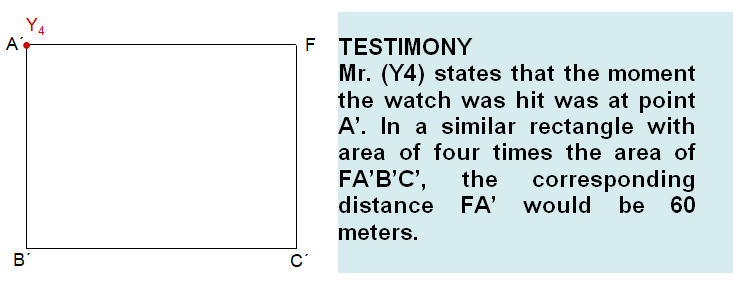 Y4
A´
F
B´
C´
TESTIMONY
Mr. (Y4) states that the moment
the watch was hit was at point
A’. In a similar rectangle with
area of four times the area of
FA’B’C’, the corresponding
distance FA’ would be 60
meters.